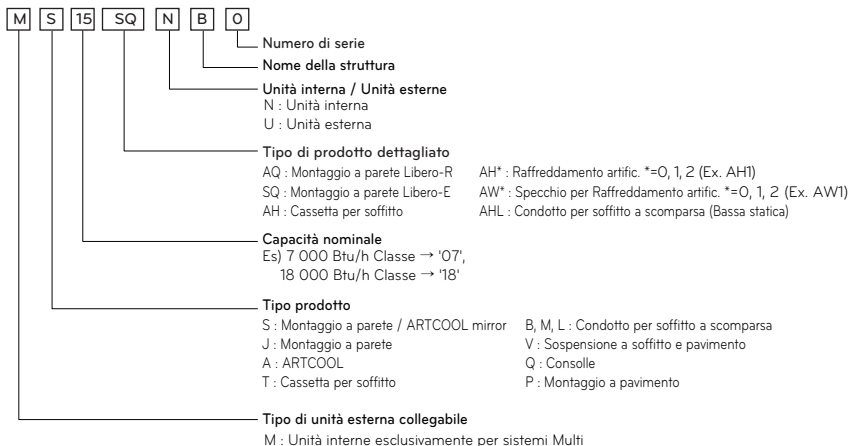 M S 15 SQ N B 0
Numero di serie
Nome della struttura
Unità interna / Unità esterne
N : Unità interna
U : Unità esterna
Tipo di prodotto dettagliato
AQ : Montaggio a parete Libero-R AH* : Raffreddamento artific. *=0, 1, 2 (Ex. AH1)
SQ : Montaggio a parete Libero-E AW* : Specchio per Raffreddamento artific. *=0, 1, 2 (Ex. AW1)
AH : Cassetta per soffitto AHL : Condotto per soffitto a scomparsa (Bassa statica)
Capacità nominale
Es) 7 000 Btu/h Classe → '07',
18 000 Btu/h Classe → '18'
Tipo prodotto
S : Montaggio a parete / ARTCOOL mirror B, M, L : Condotto per soffitto a scomparsa
J : Montaggio a parete V : Sospensione a soffitto e pavimento
A : ARTCOOL Q : Consolle
T : Cassetta per soffitto P : Montaggio a pavimento
Tipo di unità esterna collegabile
M : Unità interne esclusivamente per sistemi Multi